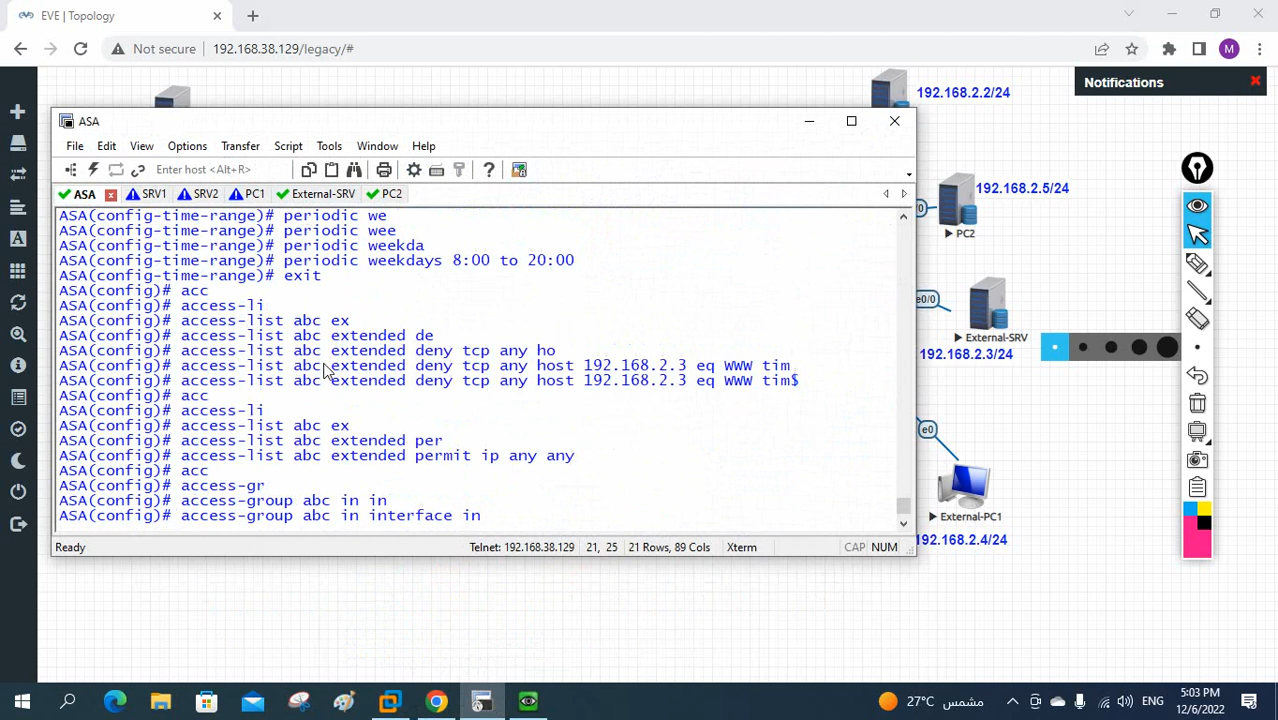 EVE | Topology
Not secure
192.168.38.129/legacy/#
M
Notifications
192.168.2.2/24
ASA
File Edit View Options Transfer Script Tools Window Help
Enter host <Alt+R>
ASA SRV1 SRV2 PC1 External-SRV PC2
ASA(config-time-range)# periodic we
ASA(config-time-range)# periodic wee
ASA(config-time-range)# periodic weekda
ASA(config-time-range)# periodic weekdays 8:00 to 20:00
ASA(config-time-range)# exit
ASA(config)# acc
ASA(config)# access-li
ASA(config)# access-list abc ex
ASA(config)# access-list abc extended de
ASA(config)# access-list abc extended deny tcp any ho
ASA(config)# access-list abc extended deny tcp any host 192.168.2.3 eq WWW tim
ASA(config)# access-list abc extended deny tcp any host 192.168.2.3 eq WWW tim$
ASA(config)# acc
ASA(config)# access-li
ASA(config)# access-list abc ex
ASA(config)# access-list abc extended per
ASA(config)# access-list abc extended permit ip any any
ASA(config)# acc
ASA(config)# access-gr
ASA(config)# access-group abc in in
ASA(config)# access-group abc in interface in
Ready
Telnet: 192.168.38.129
21, 25
21 Rows, 89 Cols
Xterm
CAP NUM
192.168.2.5/24
/0
PC2
e0/0
External-SRV
192.168.2.3/24
e0
External-PC1
192.168.2.4/24
27°C مشمس
ENG
5:03 PM
12/6/2022